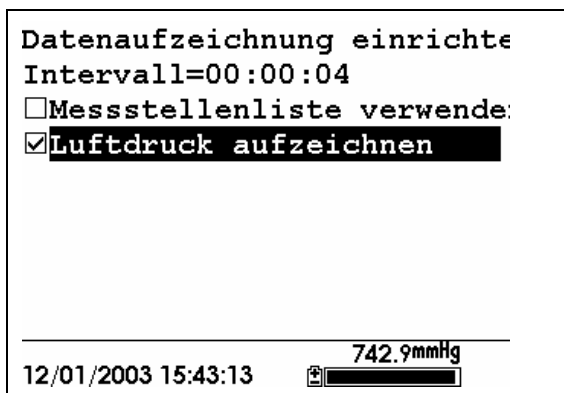 Datenaufzeichnung einrichte
Intervall=00:00:04
☐Messstellenliste verwende
☑Luftdruck aufzeichnen
742.9mmHg
12/01/2003 15:43:13